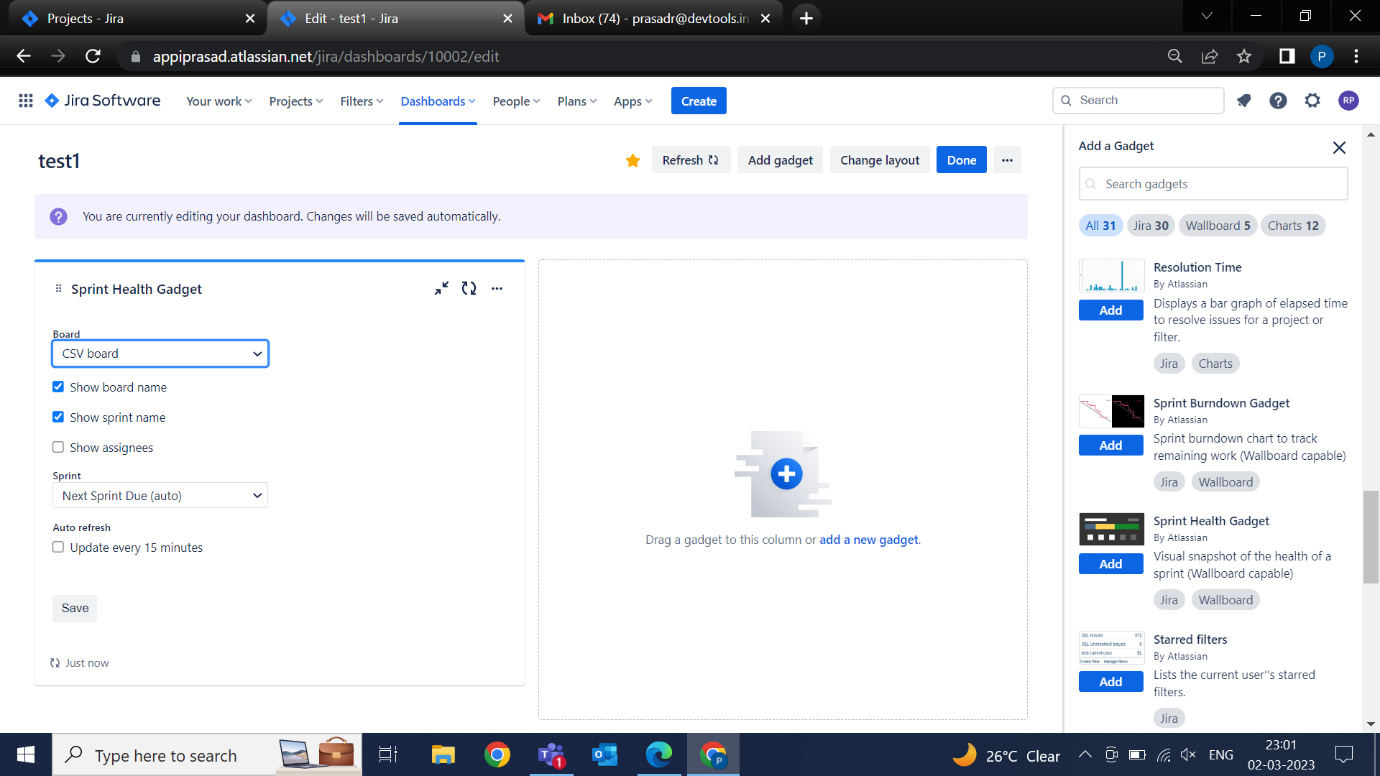 Projects - Jira
Edit - test1 - Jira
Inbox (74) - prasadr@devtools.in
appiprasad.atlassian.net/jira/dashboards/10002/edit
P
Jira Software
Your work
Projects
Filters
Dashboards
People
Plans
Apps
Create
Search
RP
test1
Refresh
Add gadget
Change layout
Done
You are currently editing your dashboard. Changes will be saved automatically.
Sprint Health Gadget
Board
CSV board
Show board name
Show sprint name
Show assignees
Sprint
Next Sprint Due (auto)
Auto refresh
Update every 15 minutes
Save
Just now
Drag a gadget to this column or add a new gadget.
Add a Gadget
Search gadgets
All 31
Jira 30
Wallboard 5
Charts 12
Resolution Time
By Atlassian
Add
Displays a bar graph of elapsed time
to resolve issues for a project or
filter.
Jira
Charts
Sprint Burndown Gadget
By Atlassian
Add
Sprint burndown chart to track
remaining work (Wallboard capable)
Jira
Wallboard
Sprint Health Gadget
By Atlassian
Add
Visual snapshot of the health of a
sprint (Wallboard capable)
Jira
Wallboard
Starred filters
By Atlassian
Add
Lists the current user"s starred
filters.
Jira
Type here to search
1
P
26°C Clear
ENG
23:01
02-03-2023